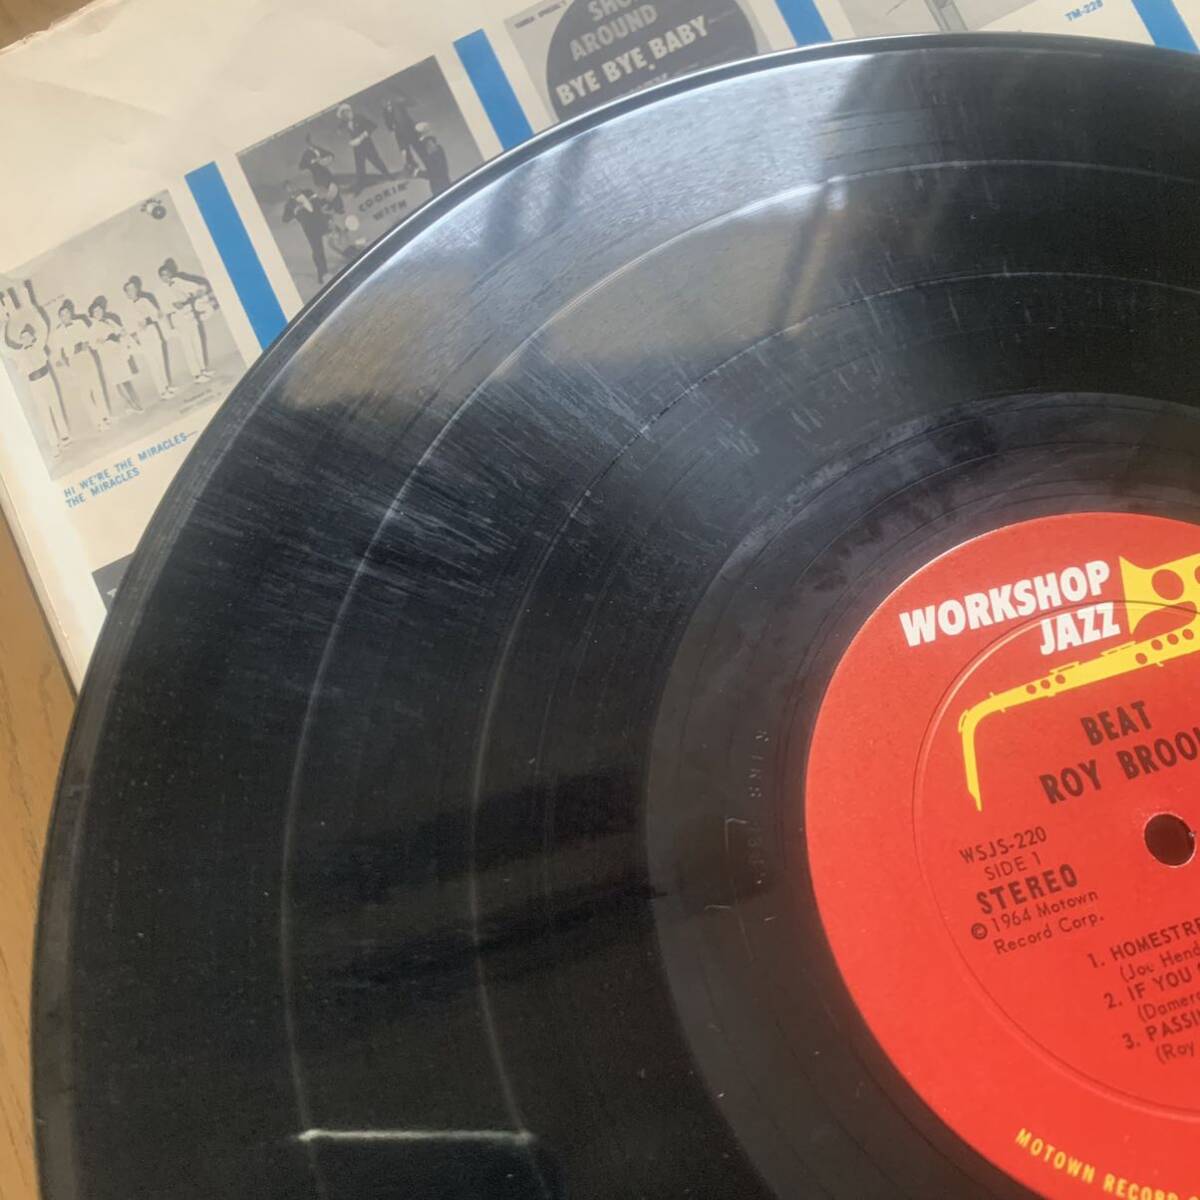 SHO
AROUND
BYE BYE BABY
TM-228
COOKIN'
WITH
HI WE'RE THE MIRACLES—
THE MIRACLES
WORKSHOP
JAZZ
BEAT
ROY BROO
WSJS-220
SIDE 1
STEREO
©1964 Motown
Record Corp.
1. HOMESTR
(Joe Hend
2. IF YOU
(Damer
3. PASSI
(Roy
MOTOWN RECORD